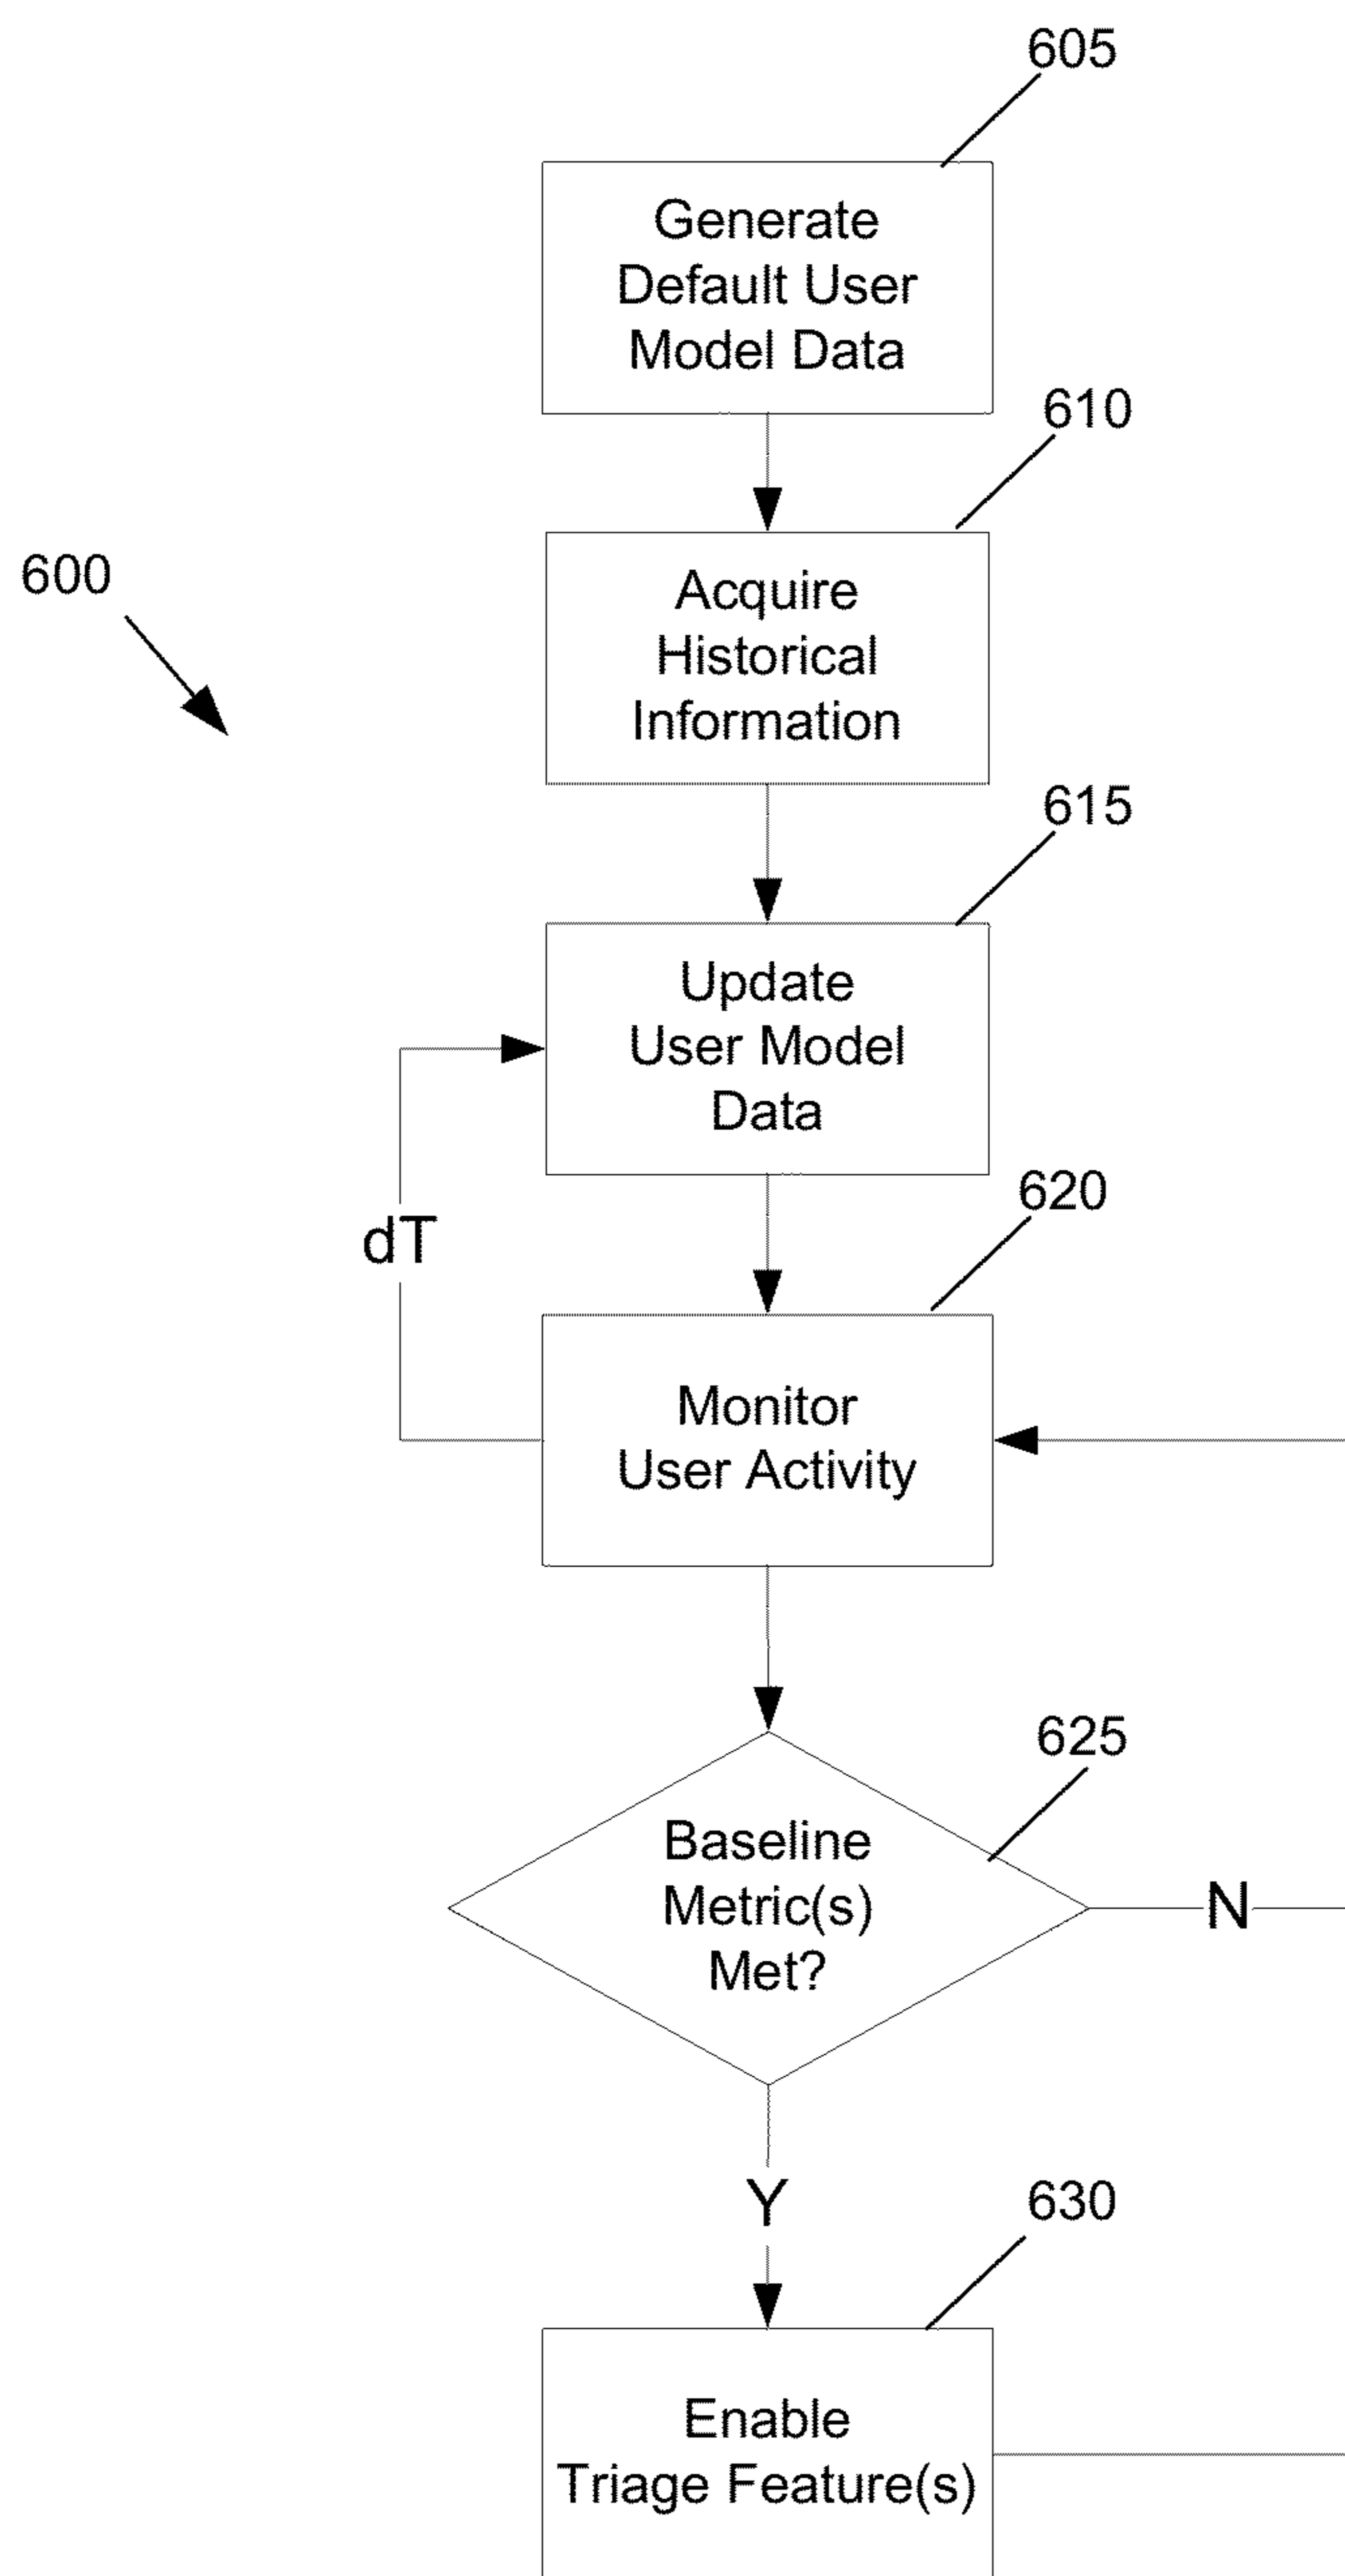 605
Generate
Default User
Model Data
610
600
Acquire
Historical
Information
615
Update
User Model
Data
620
dT
Monitor
User Activity
625
Baseline
Metric(s)
Met?
N
Y
630
Enable
Triage Feature(s)